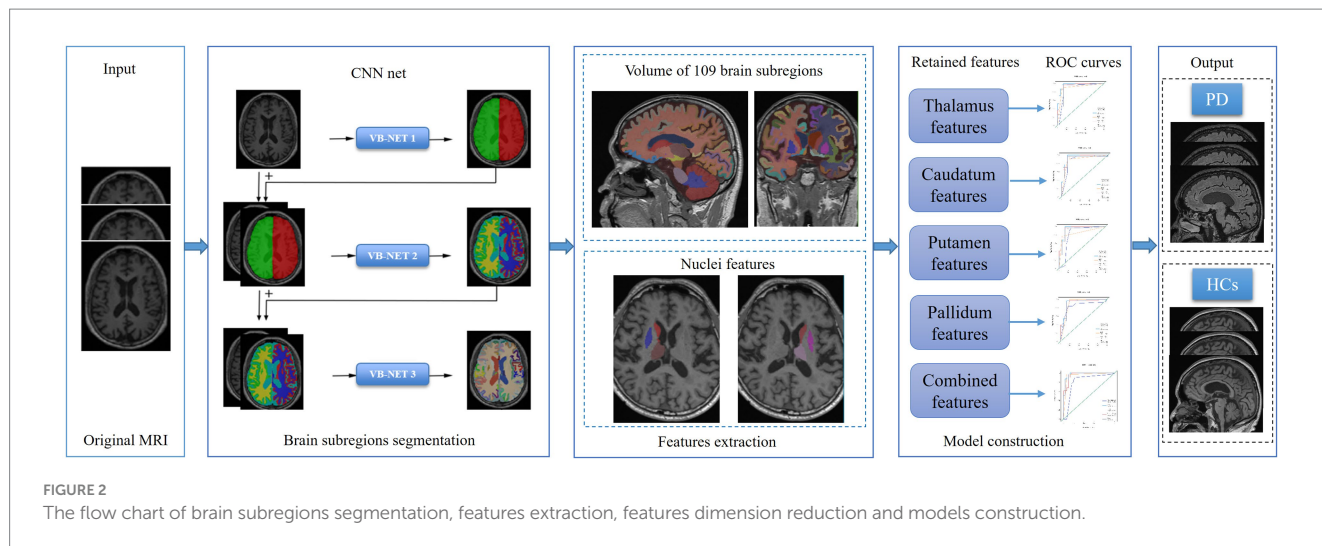 Input
Original MRI
CNN net
VB-NET 1
+
VB-NET 2
+
VB-NET 3
Brain subregions segmentation
Volume of 109 brain subregions
Nuclei features
Features extraction
Retained features
ROC curves
Thalamus
features
Caudatum
features
Putamen
features
Pallidum
features
Combined
features
Model construction
Output
PD
HCs
FIGURE 2
The flow chart of brain subregions segmentation, features extraction, features dimension reduction and models construction.